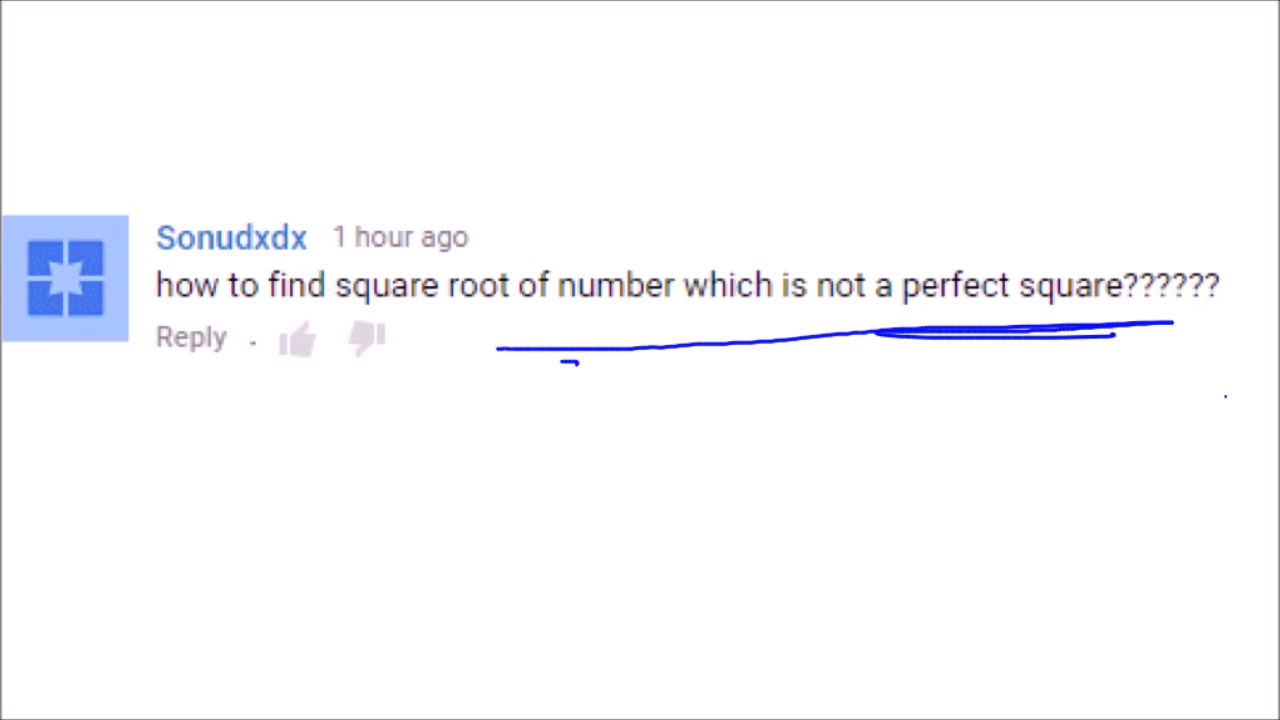 Sonudxdx 1 hour ago
how to find square root of number which is not a perfect square??????
Reply .